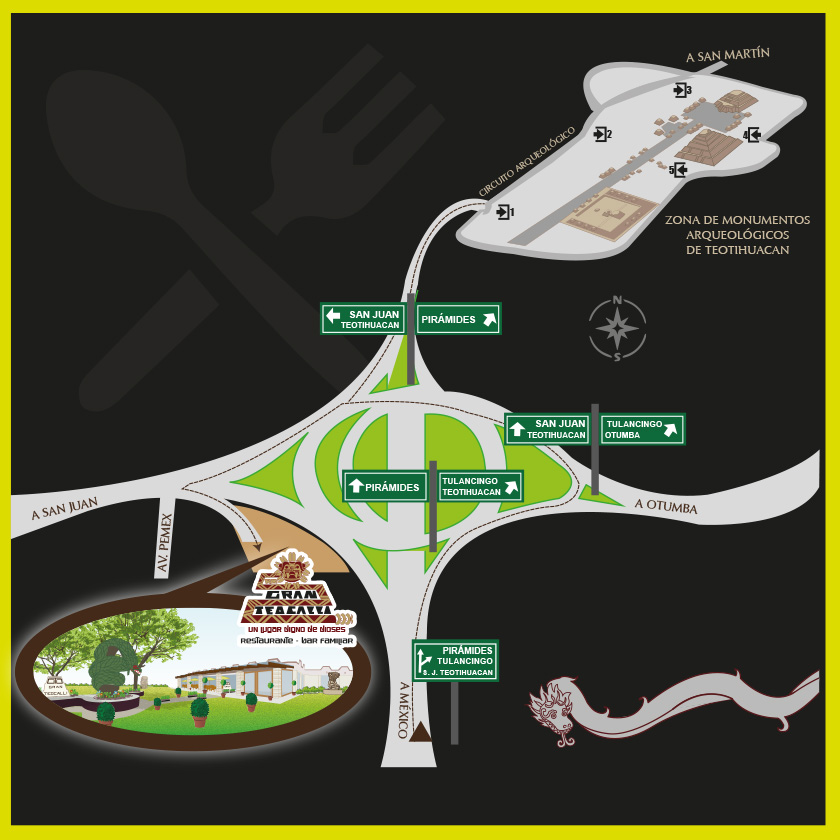 A SAN MARTÍN
3
2
4
5
CIRCUITO ARQUEOLÓGICO
1
ZONA DE MONUMENTOS
ARQUEOLÓGICOS
DE TEOTIHUACAN
N
S
SAN JUAN
TEOTIHUACAN
PIRÁMIDES
SAN JUAN
TEOTIHUACAN
TULANCINGO
OTUMBA
PIRÁMIDES
TULANCINGO
TEOTIHUACAN
A SAN JUAN
AV. PEMEX
A OTUMBA
GRAN
TEOCALLI
UN LUGAR DIGNO DE DIOSES
RESTAURANTE - BAR FAMILIAR
GRAN
TEOCALLI
PIRÁMIDES
TULANCINGO
S. J. TEOTIHUACAN
A MÉXICO